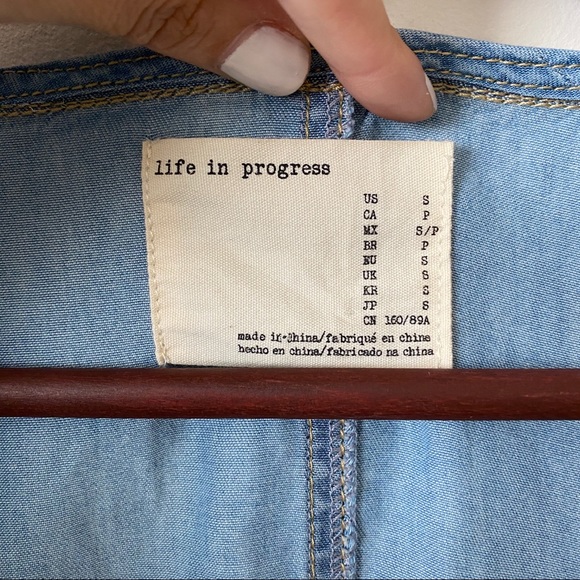 life in progress
US S
CA P
MX S/P
BR P
EU S
UK S
KR S
JP S
CN 160/89A
made in china/fabriqué en china
hecho en china/fabricado na china